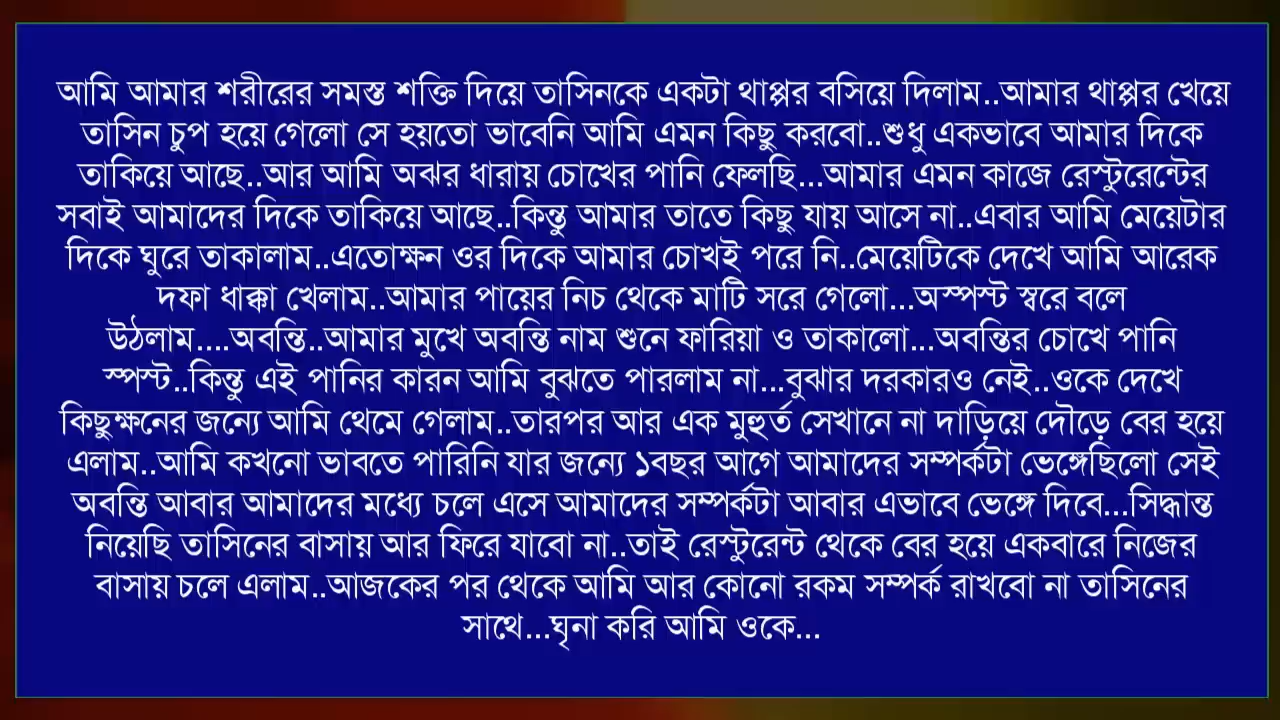 আমি আমার শরীরের সমস্ত শক্তি দিয়ে তাসিনকে একটা থাপ্পর বসিয়ে দিলাম..আমার থাপ্পর খেয়ে
তাসিন চুপ হয়ে গেলো সে হয়তো ভাবেনি আমি এমন কিছু করবো..শুধু একভাবে আমার দিকে
তাকিয়ে আছে..আর আমি অঝর ধারায় চোখের পানি ফেলছি...আমার এমন কাজে রেস্টুরেন্টের
সবাই আমাদের দিকে তাকিয়ে আছে..কিন্তু আমার তাতে কিছু যায় আসে না..এবার আমি মেয়েটার
দিকে ঘুরে তাকালাম..এতোক্ষন ওর দিকে আমার চোখই পরে নি..মেয়েটিকে দেখে আমি আরেক
দফা ধাক্কা খেলাম..আমার পায়ের নিচ থেকে মাটি সরে গেলো...অস্পস্ট স্বরে বলে
উঠলাম....অবন্তি..আমার মুখে অবন্তি নাম শুনে ফারিয়া ও তাকালো...অবন্তির চোখে পানি
স্পস্ট..কিন্তু এই পানির কারন আমি বুঝতে পারলাম না...বুঝার দরকারও নেই..ওকে দেখে
কিছুক্ষনের জন্যে আমি থেমে গেলাম..তারপর আর এক মুহুর্ত সেখানে না দাড়িয়ে দৌড়ে বের হয়ে
এলাম..আমি কখনো ভাবতে পারিনি যার জন্যে ১বছর আগে আমাদের সম্পর্কটা ভেঙ্গেছিলো সেই
অবন্তি আবার আমাদের মধ্যে চলে এসে আমাদের সম্পর্কটা আবার এভাবে ভেঙ্গে দিবে...সিদ্ধান্ত
নিয়েছি তাসিনের বাসায় আর ফিরে যাবো না..তাই রেস্টুরেন্ট থেকে বের হয়ে একবারে নিজের
বাসায় চলে এলাম..আজকের পর থেকে আমি আর কোনো রকম সম্পর্ক রাখবো না তাসিনের
সাথে...ঘৃনা করি আমি ওকে...